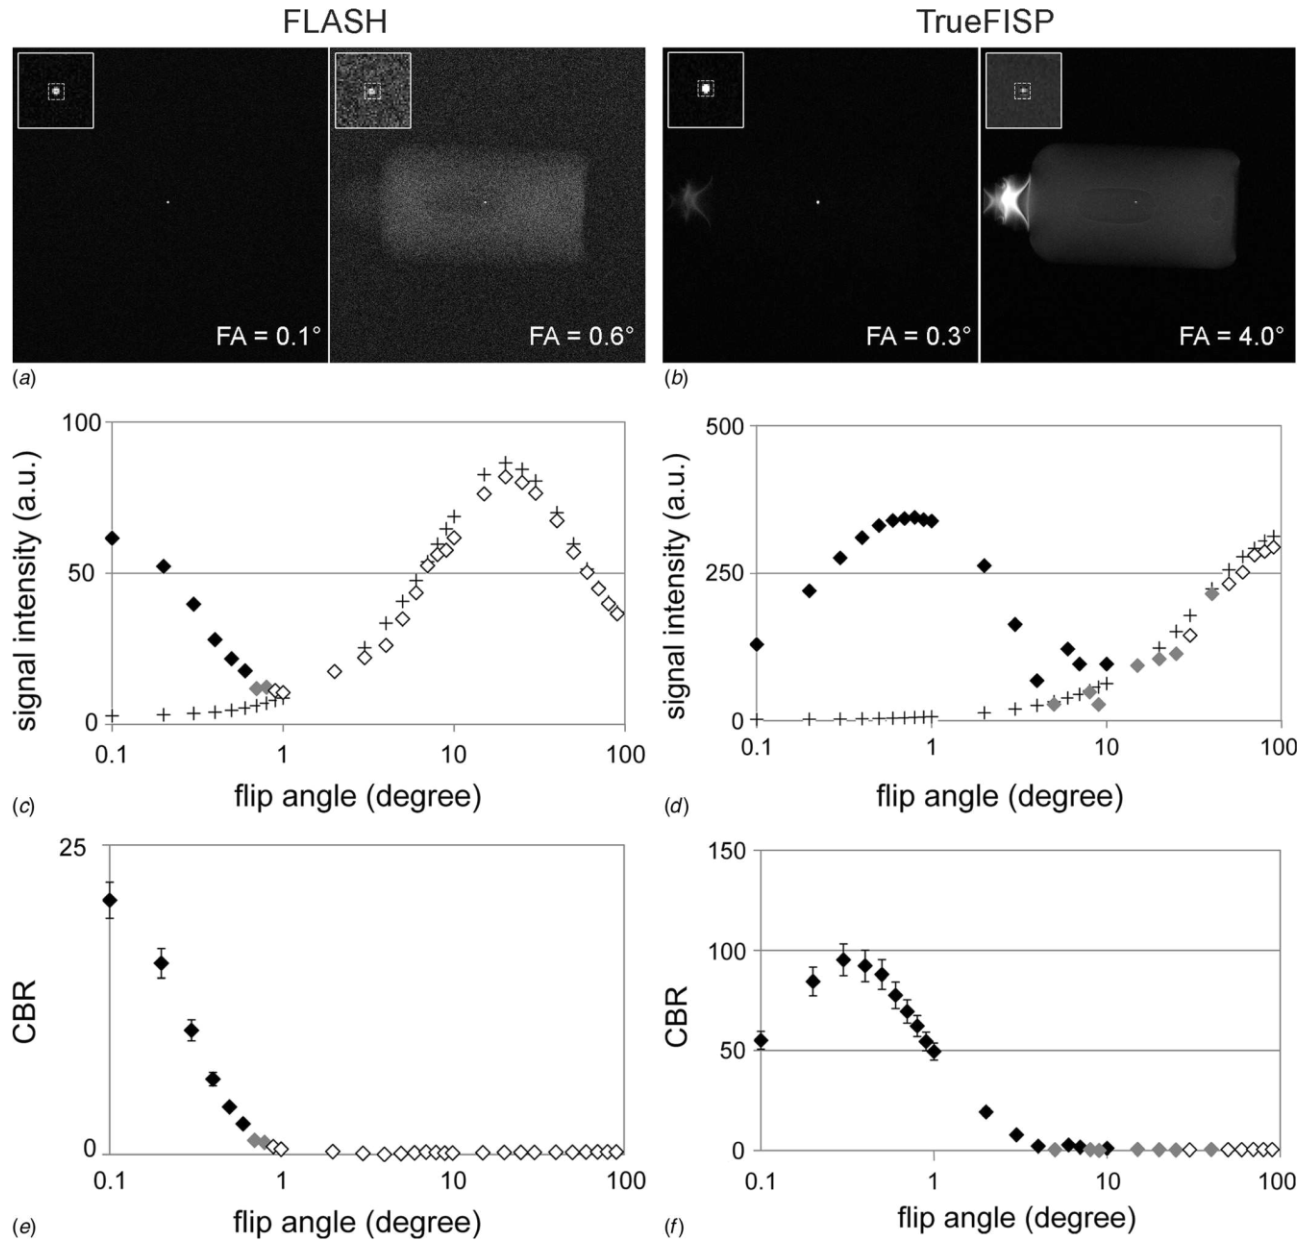 FLASH
TrueFISP
FA = 0.1°
FA = 0.6°
FA = 0.3°
FA = 4.0°
(a)
(b)
100
50
0
signal intensity (a.u.)
0.1
1
10
100
flip angle (degree)
(c)
500
250
0
signal intensity (a.u.)
0.1
1
10
100
flip angle (degree)
(d)
25
0
CBR
0.1
1
10
100
flip angle (degree)
(e)
150
100
50
0
CBR
0.1
1
10
100
flip angle (degree)
(f)